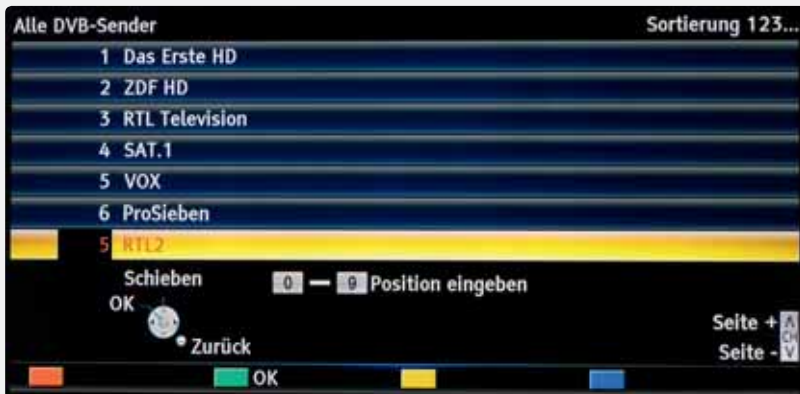 Alle DVB-Sender Sortierung 123...
1 Das Erste HD
2 ZDF HD
3 RTL Television
4 SAT.1
5 VOX
6 ProSieben
5 RTL2
Schieben 0 — 9 Position eingeben
OK
Zurück
Seite + CH
Seite -
OK